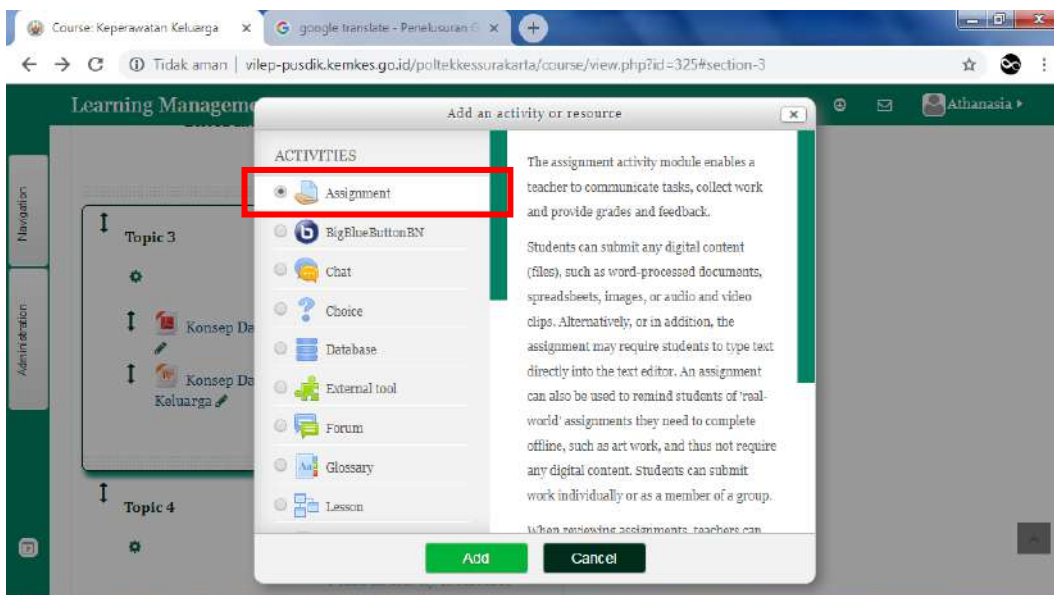 Course: Keperawatan Keluarga
google translate - Penelusuran G
Tidak aman | vilep-pusdik.kemkes.go.id/poltekkessurakarta/course/view.php?id=325#section-3
Learning Manageme
Athanasia
Navigation
Administration
Topic 3
Konsep Da
Konsep Da
Keluarga
Topic 4
Add an activity or resource
ACTIVITIES
Assignment
BigBlueButtonBN
Chat
Choice
Database
External tool
Forum
Glossary
Lesson
The assignment activity module enables a
teacher to communicate tasks, collect work
and provide grades and feedback.
Students can submit any digital content
(files), such as word-processed documents,
spreadsheets, images, or audio and video
clips. Alternatively, or in addition, the
assignment may require students to type text
directly into the text editor. An assignment
can also be used to remind students of 'real-
world' assignments they need to complete
offline, such as art work, and thus not require
any digital content. Students can submit
work individually or as a member of a group.
When reviewing assignments, teachers can
Add
Cancel